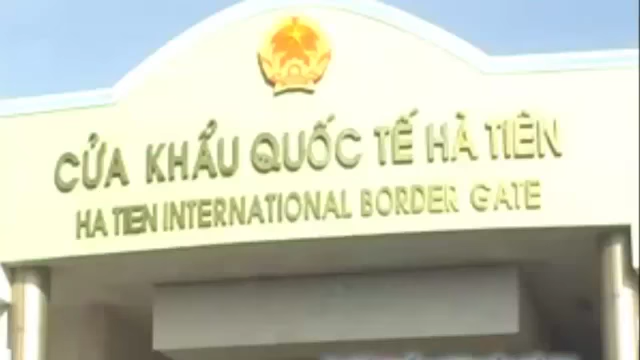 CỬA KHẨU QUỐC TẾ HÀ TIÊN
HA TIEN INTERNATIONAL BORDER GATE